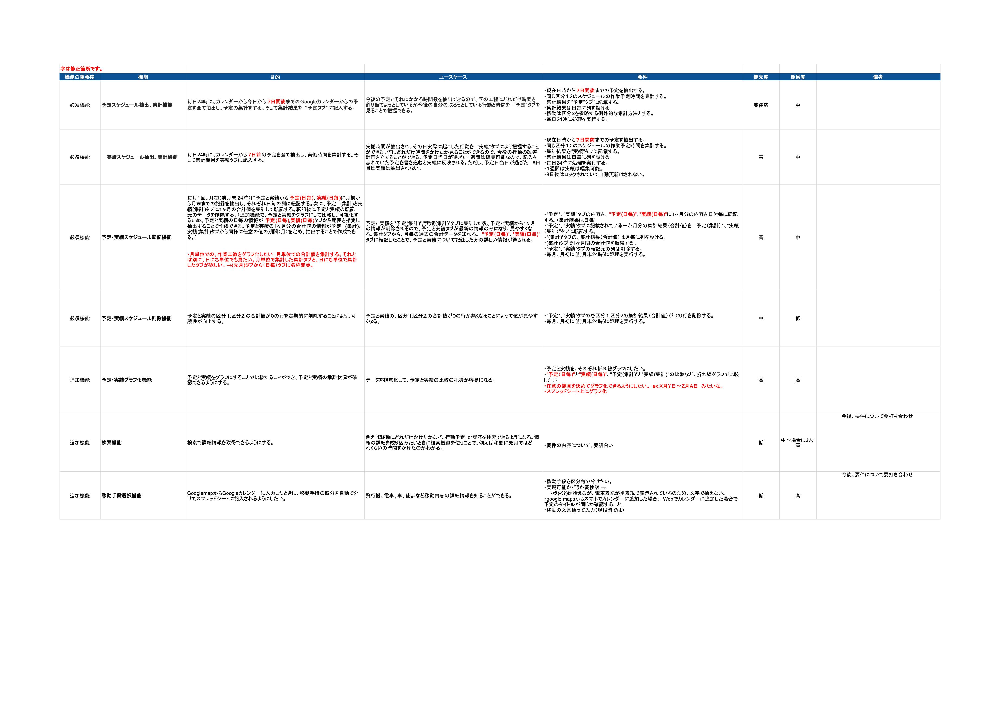 字は修正箇所です。
機能の重要度 機能 目的 ユースケース 要件 優先度 難易度 備考
必須機能
予定スケジュール抽出、集計機能
毎日24時に、カレンダーから今日から 7日間後までのGoogleカレンダーからの予
定を全て抽出し、予定の集計をする。そして集計結果を "予定タブ"に記入する。
今後の予定とそれにかかる時間数を抽出できるので、何の工程にどれだけ時間を
割り当てようとしているか今後の自分の取ろうとしている行動と時間を "予定"タブを
見ることで把握できる。
・現在日時から7日間後までの予定を抽出する。
・同じ区分1,2のスケジュールの作業予定時間を集計する。
・集計結果を"予定"タブに記載する。
・集計結果は日毎に列を設ける
・移動は区分2を省略する例外的な集計方法とする。
・毎日24時に処理を実行する。
実装済
中
必須機能
実績スケジュール抽出、集計機能
毎日24時に、カレンダーから7日前の予定を全て抽出し、実働時間を集計する。そ
して集計結果を実績タブに記入する。
実働時間が抽出され、その日実際に起こした行動を "実績"タブにより把握すること
ができる。何にどれだけ時間をかけたか見ることができるので、今後の行動の改善
計画を立てることができる。予定日当日が過ぎた1週間は編集可能なので、記入を
忘れていた予定を書き込むと実績に反映される。ただし、予定日当日が過ぎた 8日
目は実績は抽出されない。
・現在日時から7日間前までの予定を抽出する。
・同じ区分1,2のスケジュールの作業予定時間を集計する。
・集計結果を"実績"タブに記載する。
・集計結果は日毎に列を設ける。
・毎日24時に処理を実行する。
・1週間は実績は編集可能。
・8日後はロックされていて自動更新はされない。
高
中
必須機能
予定・実績スケジュール転記機能
毎月1回、月初(前月末24時)に予定と実績から 予定(日毎)、実績(日毎)に月初か
ら月末までの記録を抽出し、それぞれ日毎の列に転記する。次に、予定 (集計)と実
績(集計)タブに1ヶ月の合計値を集計して転記する。転記後に予定と実績の転記
元のデータを削除する。(追加機能で、予定と実績をグラフにして比較し、可視化す
るため。予定と実績の日毎の情報が 予定(日毎),実績(日毎)タブから範囲を指定し
抽出することで作成できる。予定と実績の1ヶ月分の合計値の情報が予定 (集計)、
実績(集計)タブから同様に任意の値の期間(月)を定め、抽出することで作成でき
る。)
・月単位での、作業工数をグラフ化したい 月単位での合計値を集計する。それと
は別に、日にち単位でも見たい。月単位で集計した集計タブと、日にち単位で集計
したタブが欲しい。→(先月)タブから(日毎)タブに名称変更。
予定と実績を"予定(集計)","実績(集計)"タブに集計した後、予定と実績から1ヶ月
の情報が削除されるので、予定と実績タブが最新の情報のみになり、見やすくな
る。集計タブから、月毎の過去の合計データを知れる。 "予定(日毎)"、"実績(日毎)"
タブに転記したことで、予定と実績について記録した分の詳しい情報が得られる。
・"予定"、"実績"タブの内容を、"予定(日毎)", "実績(日毎)"に1ヶ月分の内容を日付毎に転記
する。(集計結果は日毎)
・"予定"、"実績"タブに記載されている一か月分の集計結果(合計値)を "予定(集計)"、"実績
(集計)"タブに転記する。
・"(集計)"タブの、集計結果(合計値)は月毎に列を設ける。
・(集計)タブで1ヶ月間の合計値を取得する。
・"予定"、"実績"タブの転記元の列は削除する。
・毎月、月初に(前月末24時)に処理を実行する。
高
中
必須機能
予定・実績スケジュール削除機能
予定と実績の区分1:区分2:の合計値が0の行を定期的に削除することにより、可
読性が向上する。
予定と実績の、区分1:区分2:の合計値が0の行が無くなることによって値が見やす
くなる。
・"予定"、"実績"タブの各区分1:区分2の集計結果(合計値)が0の行を削除する。
・毎月、月初に(前月末24時)に処理を実行する。
中
低
追加機能
予定・実績グラフ化機能
予定と実績をグラフにすることで比較することができ、予定と実績の乖離状況が確
認できるようにする。
データを視覚化して、予定と実績の比較の把握が容易になる。
・予定と実績を、それぞれ折れ線グラフにしたい。
・"予定(日毎)"と"実績(日毎)"、"予定(集計)"と"実績(集計)"の比較など、折れ線グラフで比較
したい
・任意の範囲を決めてグラフ化できるようにしたい。 ex.X月Y日〜Z月A日 みたいな。
・スプレッドシート上にグラフ化
高
高
今後、要件について要打ち合わせ
追加機能
検索機能
検索で詳細情報を取得できるようにする。
例えば移動にどれだけかけたかなど、行動予定 or履歴を検索できるようになる。情
報の詳細を絞り込みたいときに検索機能を使うことで、例えば移動に先月ではど
れくらいの時間をかけたのかわかる。
・要件の内容について、要話合い
低
中〜場合により
高
今後、要件について要打ち合わせ
追加機能
移動手段選択機能
GooglemapからGoogleカレンダーに入力したときに、移動手段の区分を自動で分
けてスプレッドシートに記入されるようにしたい。
飛行機、電車、車、徒歩など移動内容の詳細情報を知ることができる。
・移動手段を区分毎で分けたい。
・実現可能かどうか要検討 →
・歩(-分)は拾えるが、電車表記が別表現で表示されているのため、文字で拾えない。
・google mapsからスマホでカレンダーに追加した場合、Webでカレンダーに追加した場合で
予定のタイトルが同じか確認すること
・移動の文言拾って入力(現段階では)
低
高